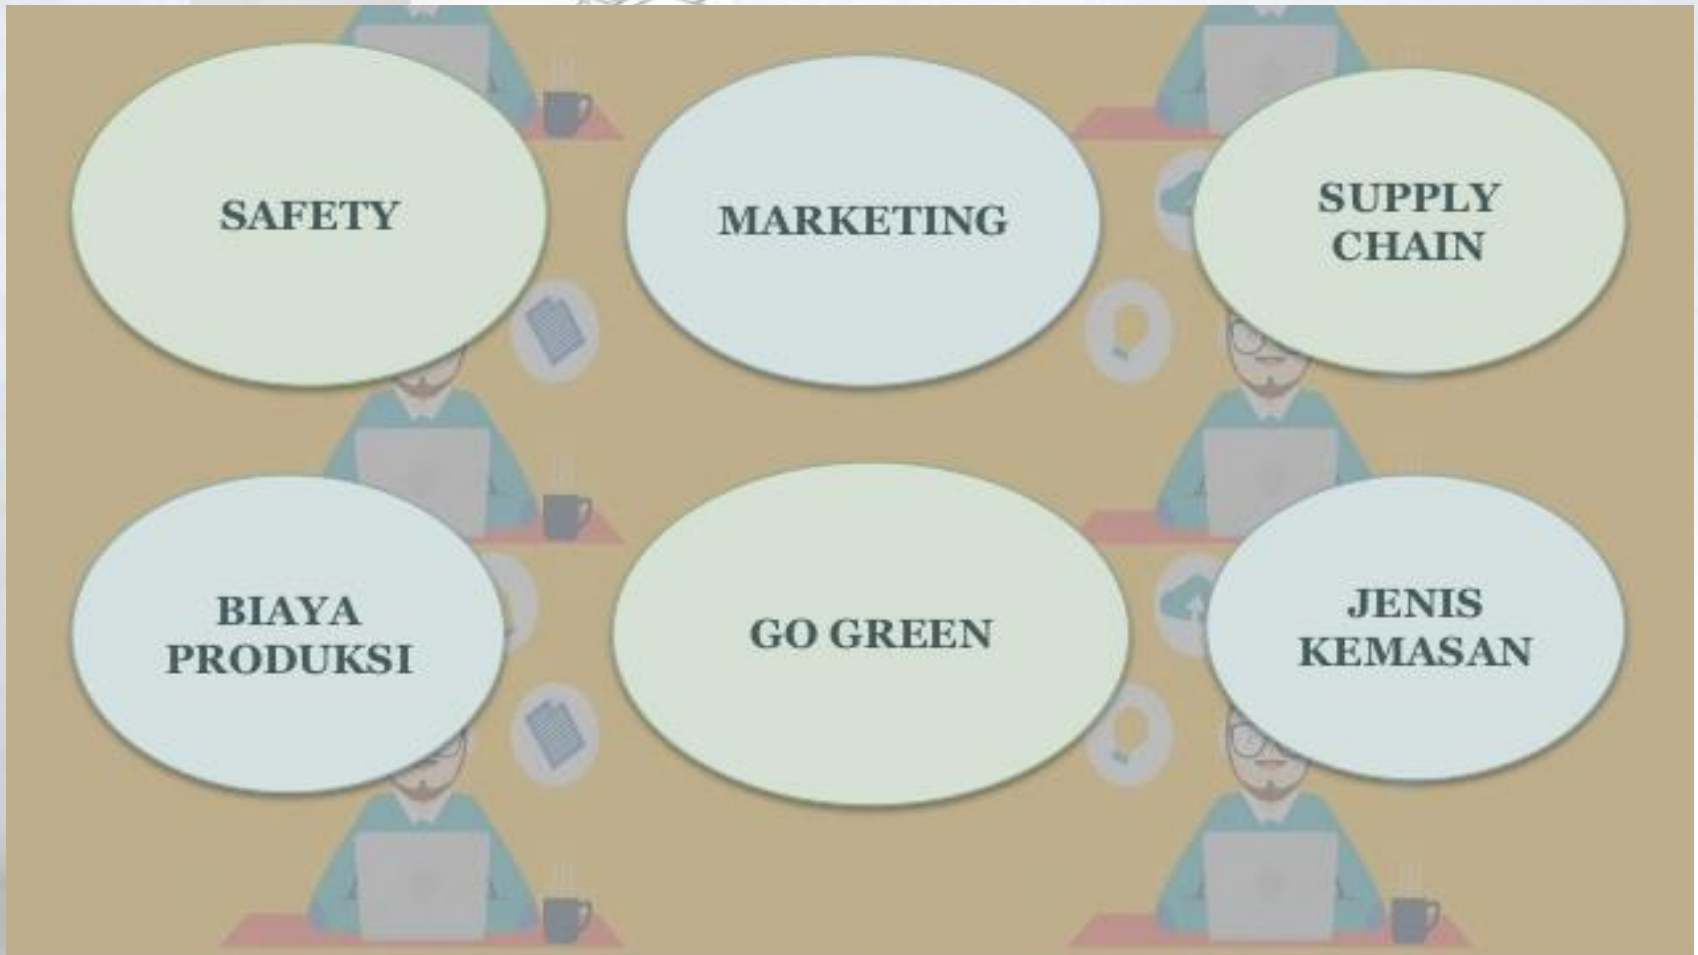 SAFETY
MARKETING
SUPPLY
CHAIN
BIAYA
PRODUKSI
GO GREEN
JENIS
KEMASAN